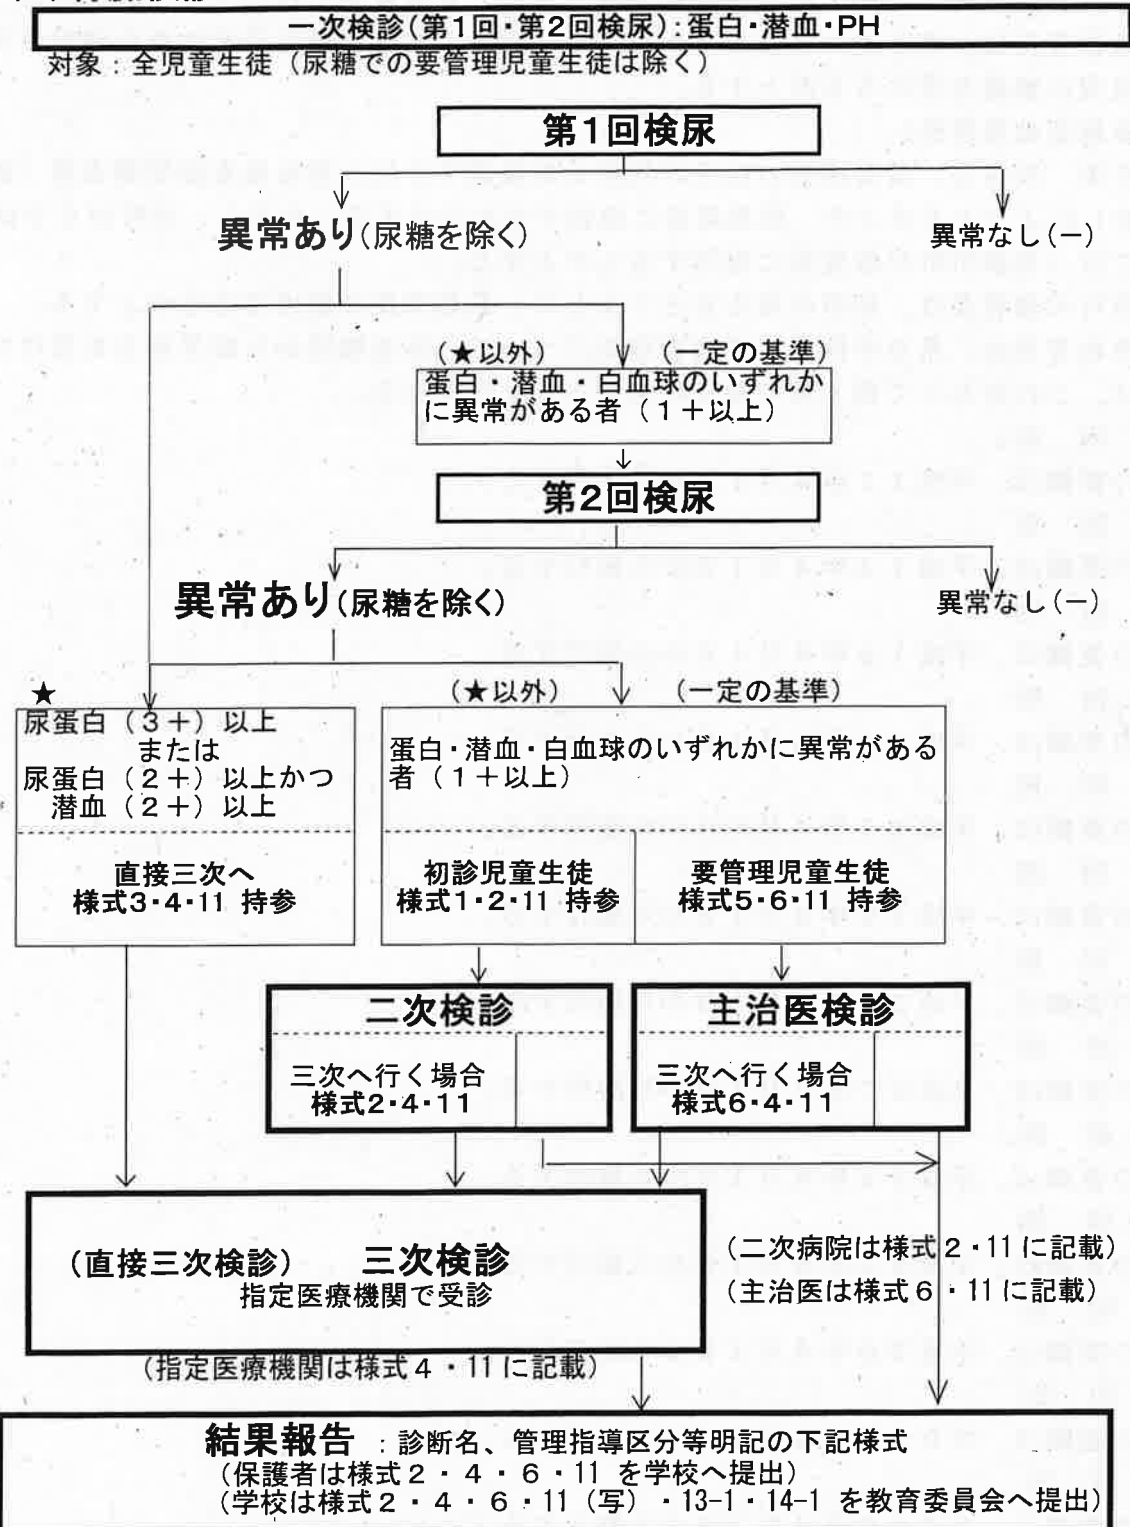 一次検診(第1回・第2回検尿):蛋白・潜血・PH
対象:全児童生徒(尿糖での要管理児童生徒は除く)
第1回検尿
異常あり(尿糖を除く)
異常なし(－)
(★以外) (一定の基準)
蛋白・潜血・白血球のいずれか
に異常がある者(1+以上)
第2回検尿
異常あり(尿糖を除く)
異常なし(－)
★
尿蛋白(3+)以上
または
尿蛋白(2+)以上かつ
潜血(2+)以上
直接三次へ
様式3・4・11 持参
(★以外) (一定の基準)
蛋白・潜血・白血球のいずれかに異常がある
者(1+以上)
初診児童生徒
様式1・2・11 持参
要管理児童生徒
様式5・6・11 持参
二次検診
三次へ行く場合
様式2・4・11
主治医検診
三次へ行く場合
様式6・4・11
(直接三次検診) 三次検診
指定医療機関で受診
(二次病院は様式2・11に記載)
(主治医は様式6・11に記載)
(指定医療機関は様式4・11に記載)
結果報告 :診断名、管理指導区分等明記の下記様式
(保護者は様式2・4・6・11 を学校へ提出)
(学校は様式2・4・6・11(写)・13-1・14-1 を教育委員会へ提出)